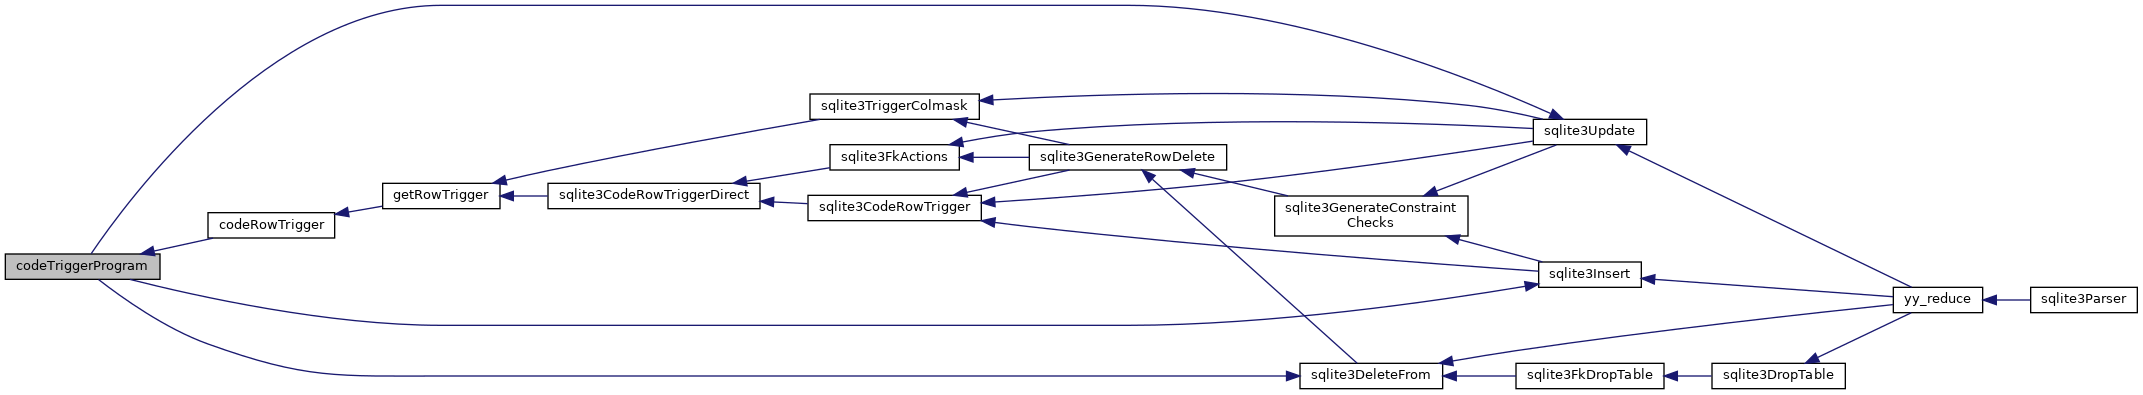 sqlite3TriggerColmask
sqlite3Update
sqlite3FkActions
sqlite3GenerateRowDelete
getRowTrigger
sqlite3CodeRowTriggerDirect
sqlite3CodeRowTrigger
sqlite3GenerateConstraint
Checks
codeRowTrigger
codeTriggerProgram
sqlite3Insert
yy_reduce
sqlite3Parser
sqlite3DeleteFrom
sqlite3FkDropTable
sqlite3DropTable